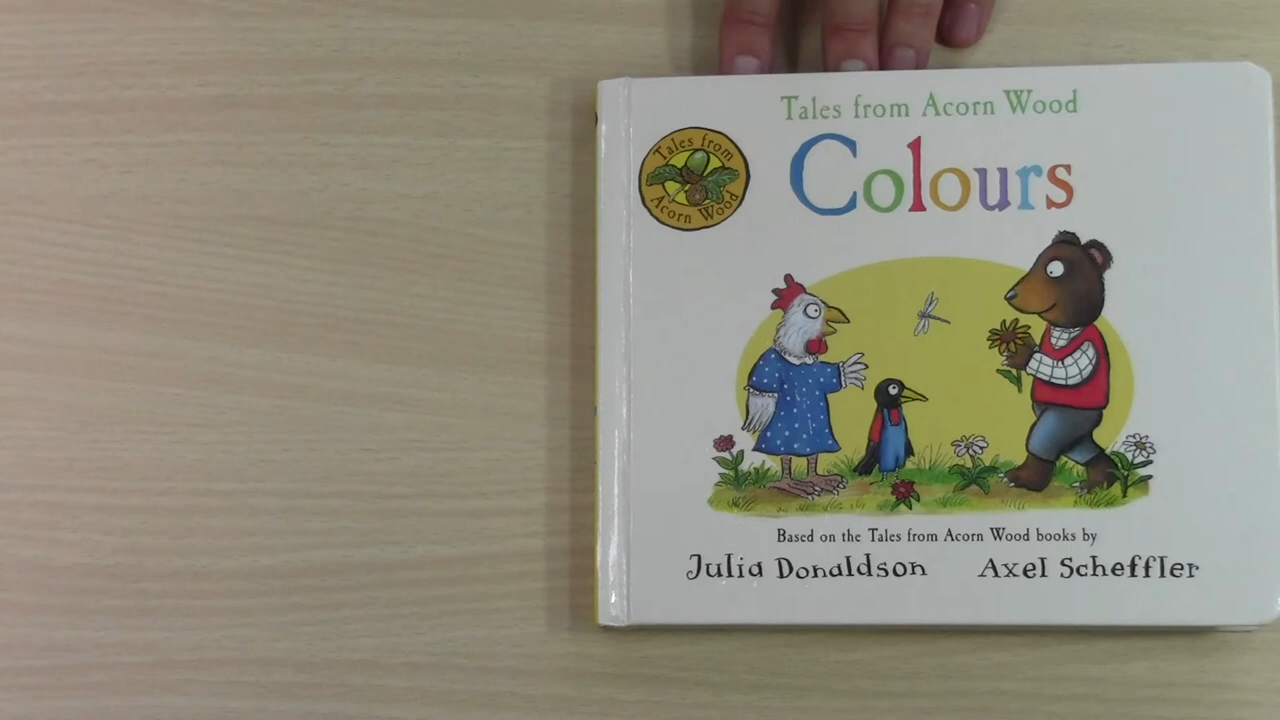 Tales from Acorn Wood
Colours
Tales from
Acorn Wood
Based on the Tales from Acorn Wood books by
Julia Donaldson Axel Scheffler